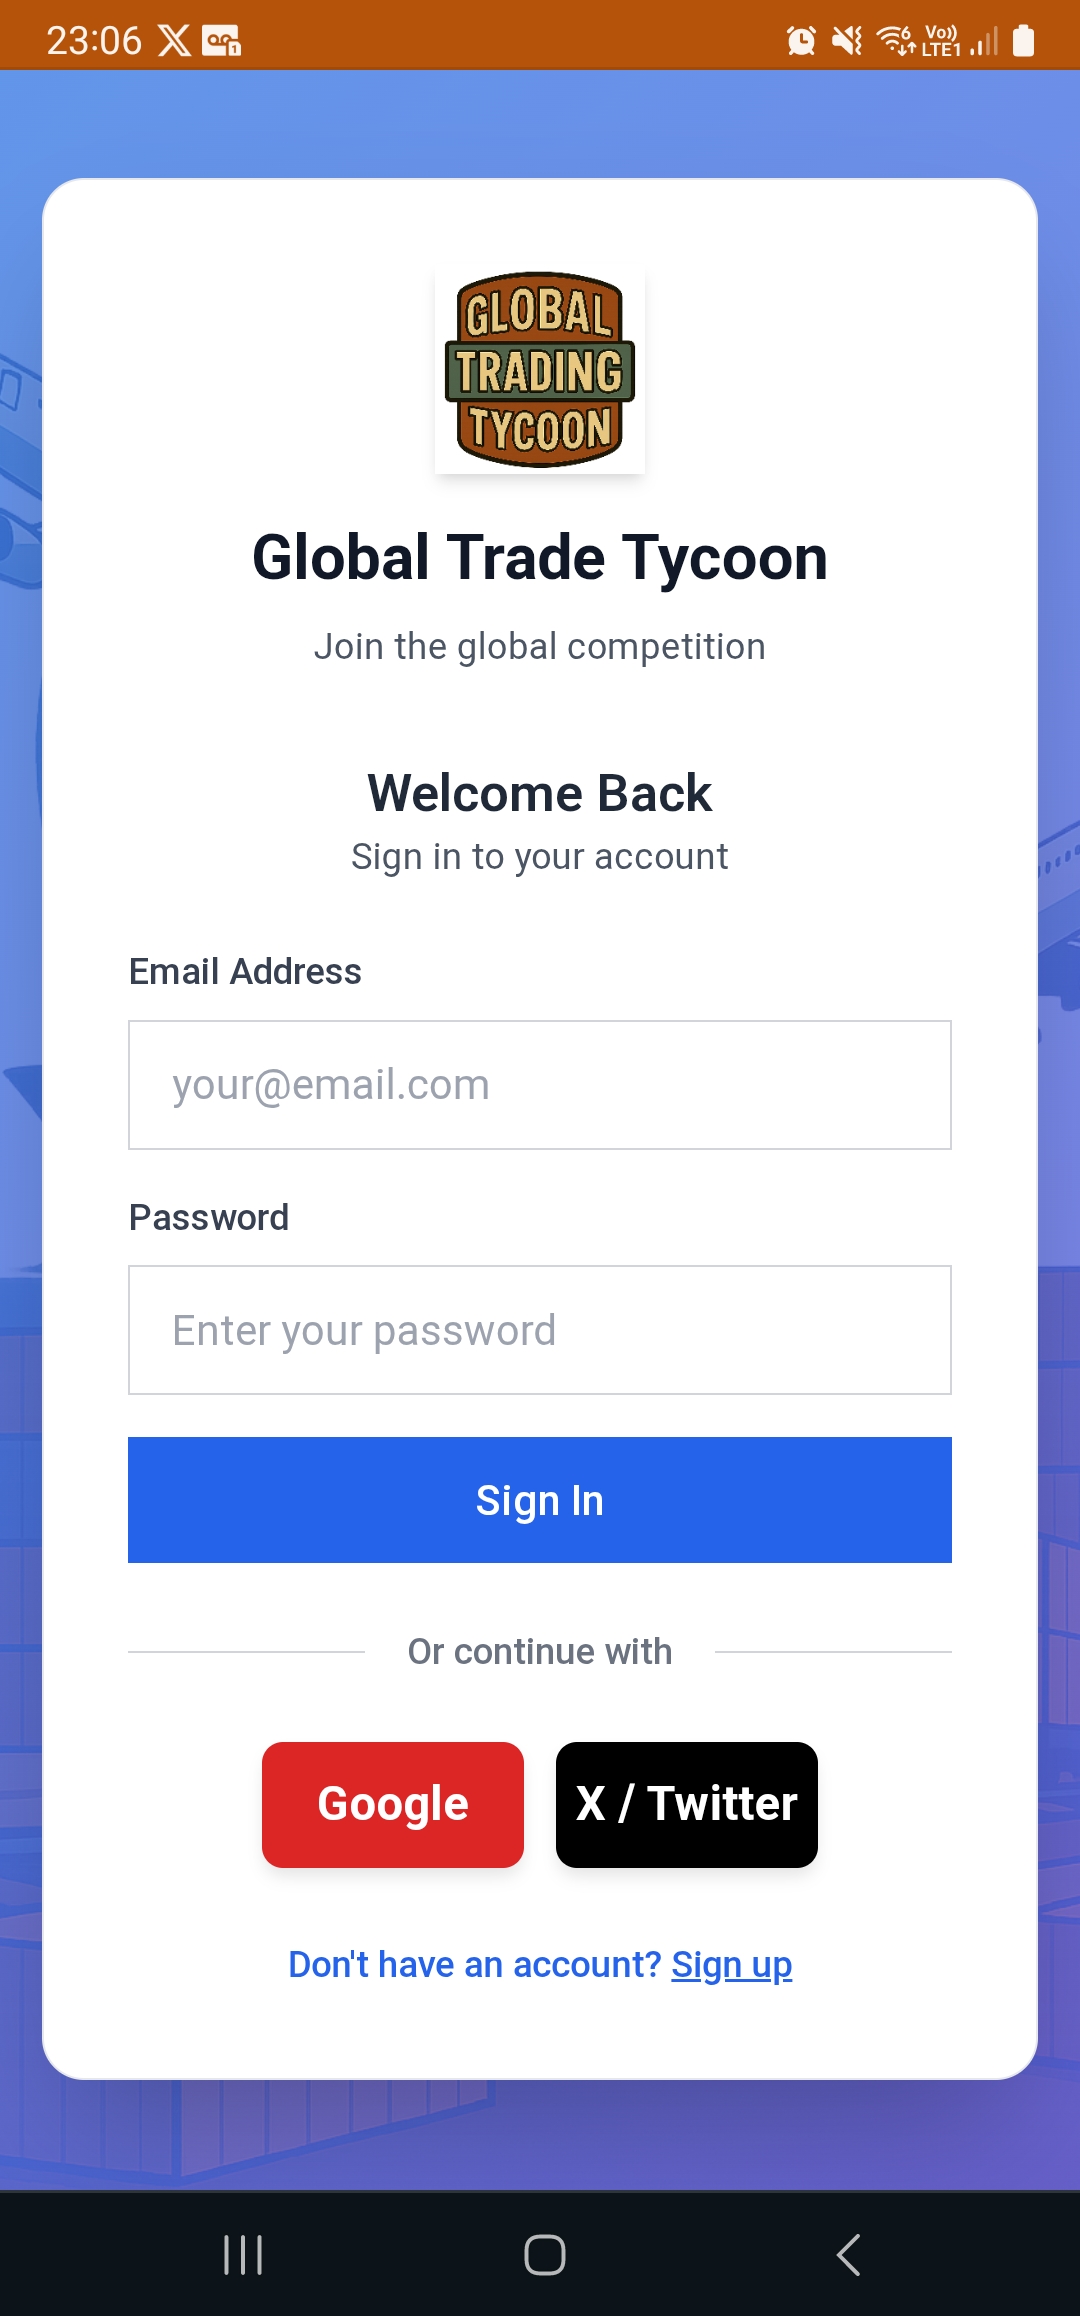 23:06
6 Vo))
LTE1
GLOBAL
TRADING
TYCOON
Global Trade Tycoon
Join the global competition
Welcome Back
Sign in to your account
Email Address
your@email.com
Password
Enter your password
Sign In
Or continue with
Google
X / Twitter
Don't have an account? Sign up